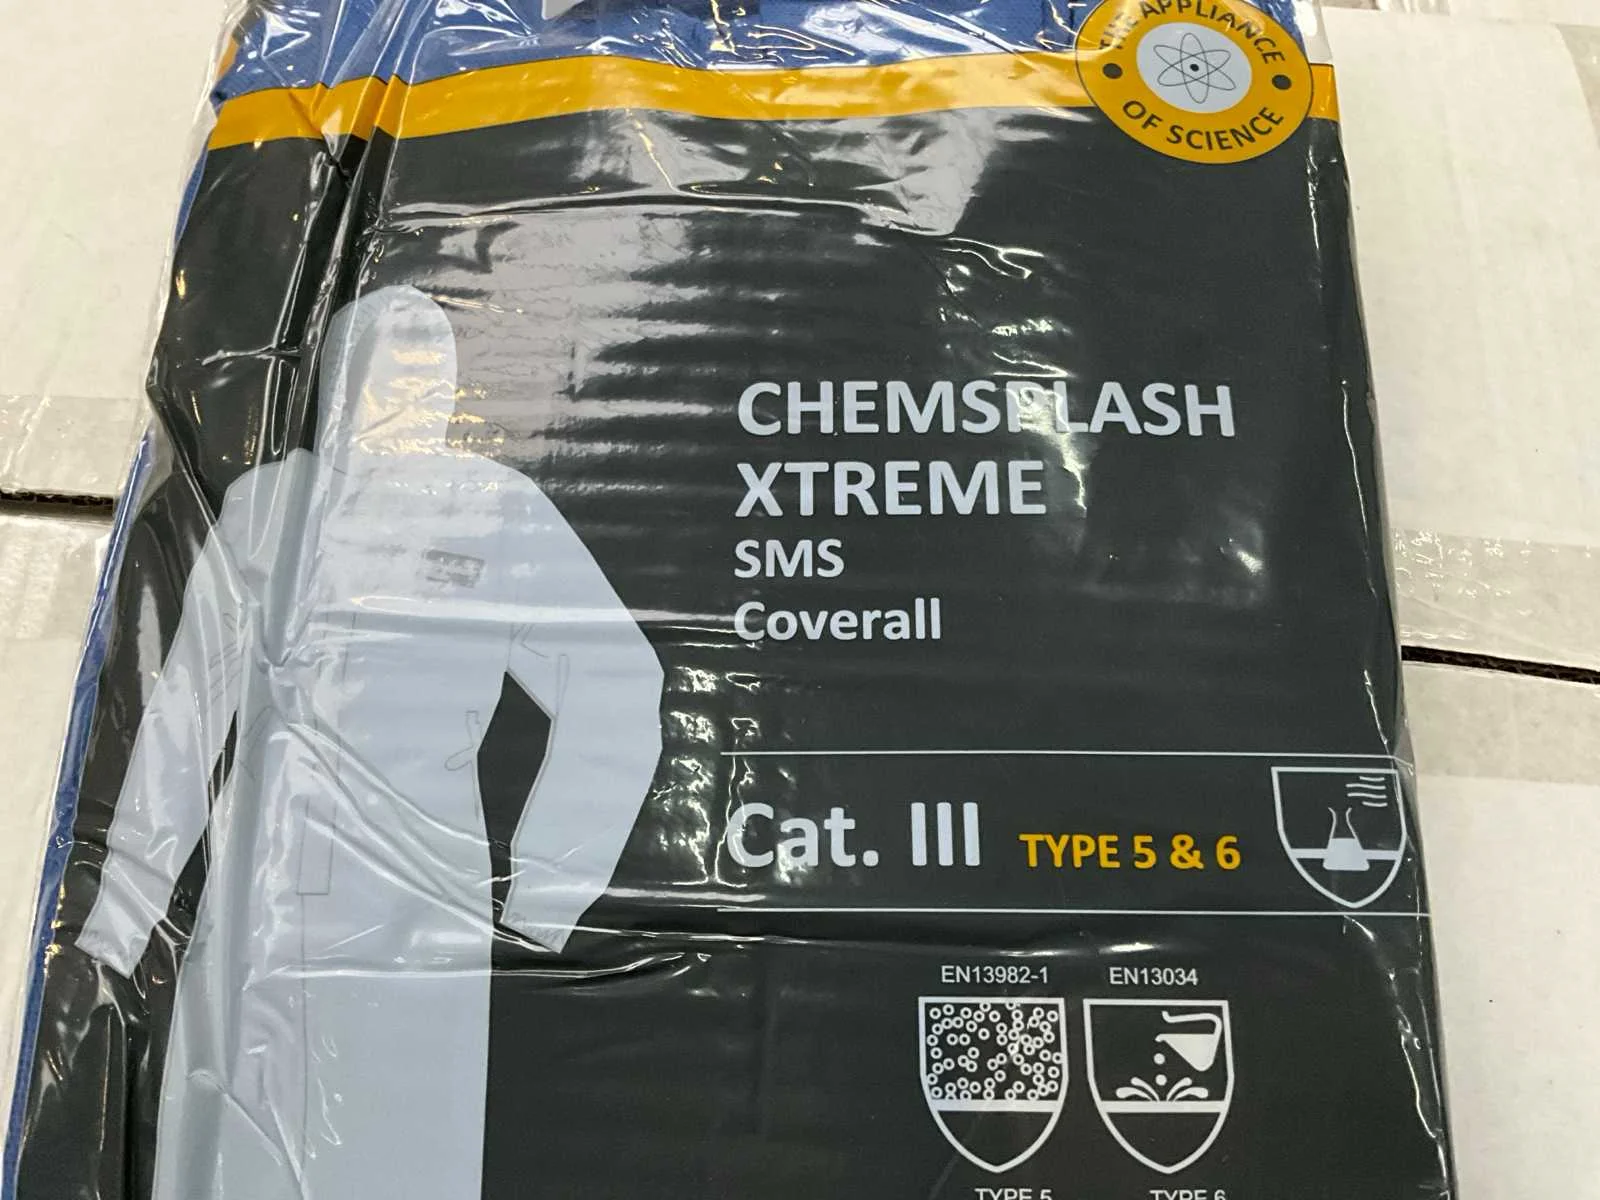 THE APPLIANCE
OF SCIENCE
CHEMSPLASH
XTREME
SMS
Coverall
Cat. III TYPE 5 & 6
EN13982-1 EN13034
TYPE 5 TYPE 6